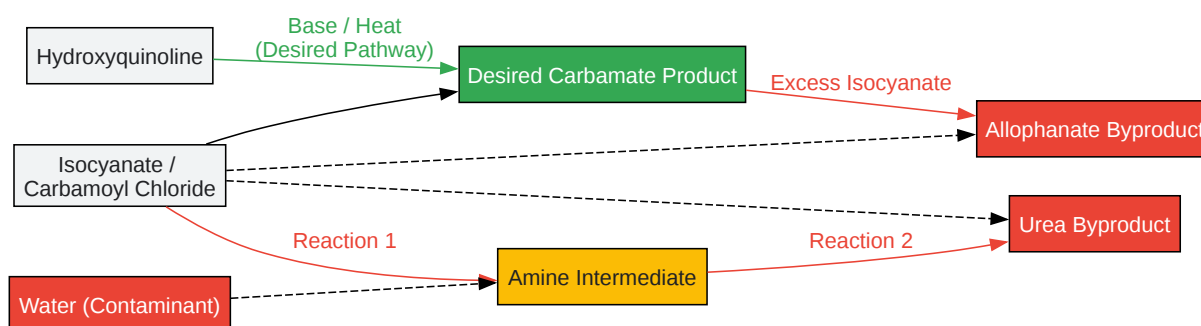 Hydroxyquinoline
Base / Heat
(Desired Pathway)
Desired Carbamate Product
Excess Isocyanate
Allophanate Byproduct
Isocyanate /
Carbamoyl Chloride
Urea Byproduct
Reaction 1
Reaction 2
Amine Intermediate
Water (Contaminant)